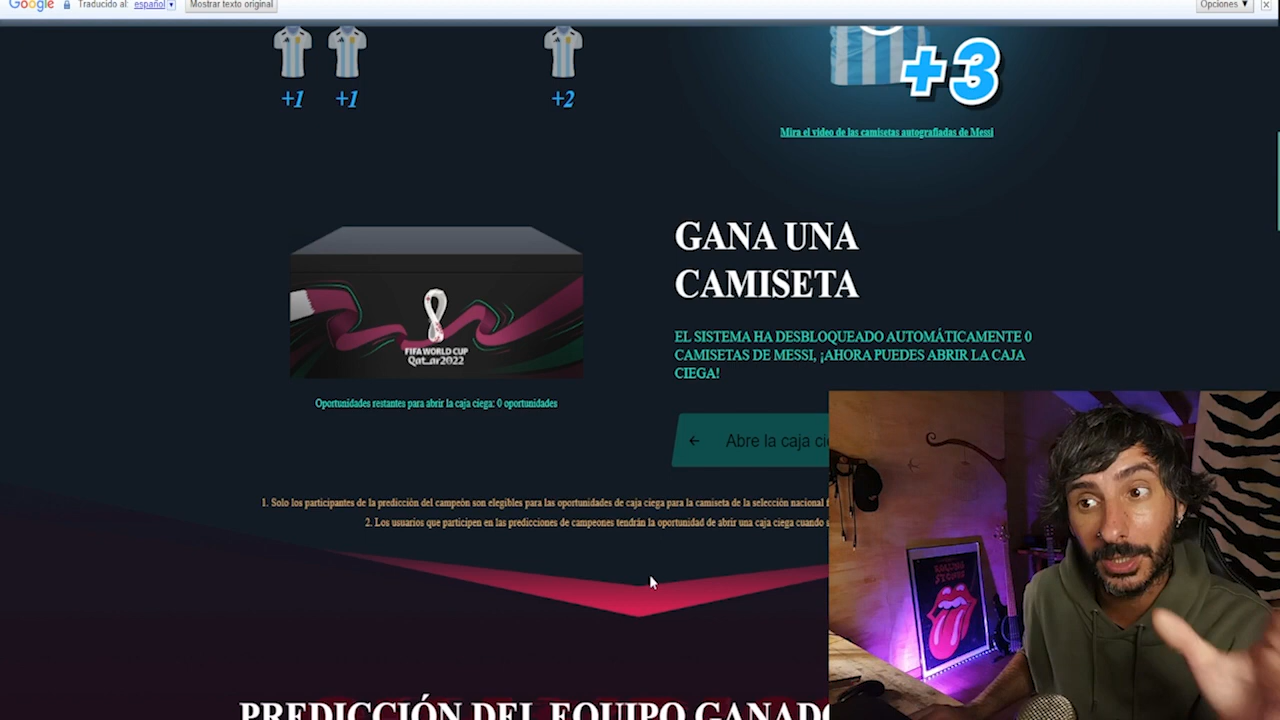 Google Traducido al: español Mostrar texto original Opciones ▼
+1 +1 +2
+3
Mira el video de las camisetas autografiadas de Messi
GANA UNA
CAMISETA
EL SISTEMA HA DESBLOQUEADO AUTOMÁTICAMENTE 0
CAMISETAS DE MESSI, ¡AHORA PUEDES ABRIR LA CAJA
CIEGA!
FIFA WORLD CUP
Qatar2022
Oportunidades restantes para abrir la caja ciega: 0 oportunidades
← Abre la caja
1. Solo los participantes de la predicción del campeón son elegibles para las oportunidades de caja ciega para la camiseta de la selección nacional
2. Los usuarios que participen en las predicciones de campeones tendrán la oportunidad de abrir una caja ciega cuando
ROLLING
STONES
PREDICCIÓN DEL EQUIPO